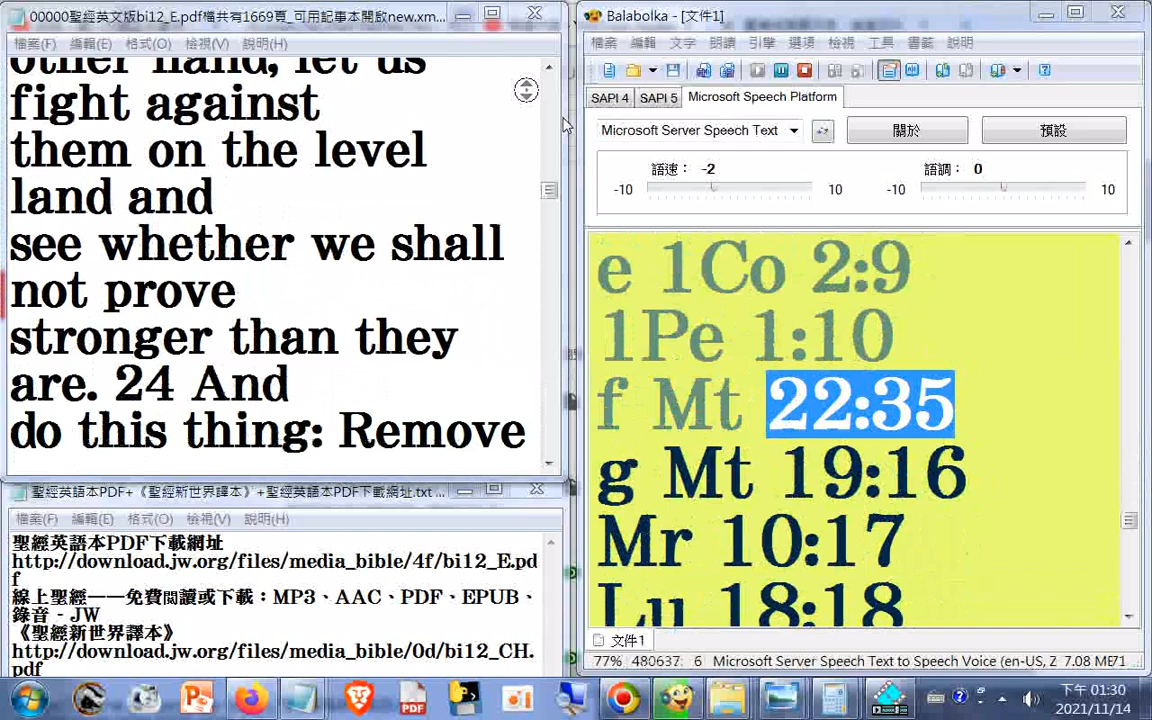 00000聖經英文版bi12_E.pdf檔共有1669頁_可用記事本開啟new.xm...
檔案(F) 編輯(E) 格式(O) 檢視(V) 說明(H)
other hand, let us
fight against
them on the level
land and
see whether we shall
not prove
stronger than they
are. 24 And
do this thing: Remove
聖經英語本PDF+《聖經新世界譯本》+聖經英語本PDF下載網址.txt ...
檔案(F) 編輯(E) 格式(O) 檢視(V) 說明(H)
聖經英語本PDF下載網址
http://download.jw.org/files/media_bible/4f/bi12_E.pd
f
線上聖經——免費閱讀或下載：MP3、AAC、PDF、EPUB、
錄音 - JW
《聖經新世界譯本》
http://download.jw.org/files/media_bible/0d/bi12_CH.
pdf
Balabolka - [文件1]
檔案 編輯 文字 朗讀 引擎 選項 檢視 工具 書籤 說明
SAPI 4 SAPI 5 Microsoft Speech Platform
Microsoft Server Speech Text 關於 預設
語速： -2 語調： 0
-10 10 -10 10
e 1Co 2:9
1Pe 1:10
f Mt 22:35
g Mt 19:16
Mr 10:17
Lu 18:18
文件1
77% 480637: 6 Microsoft Server Speech Text to Speech Voice (en-US, Z 7.08 ME
下午 01:30
2021/11/14